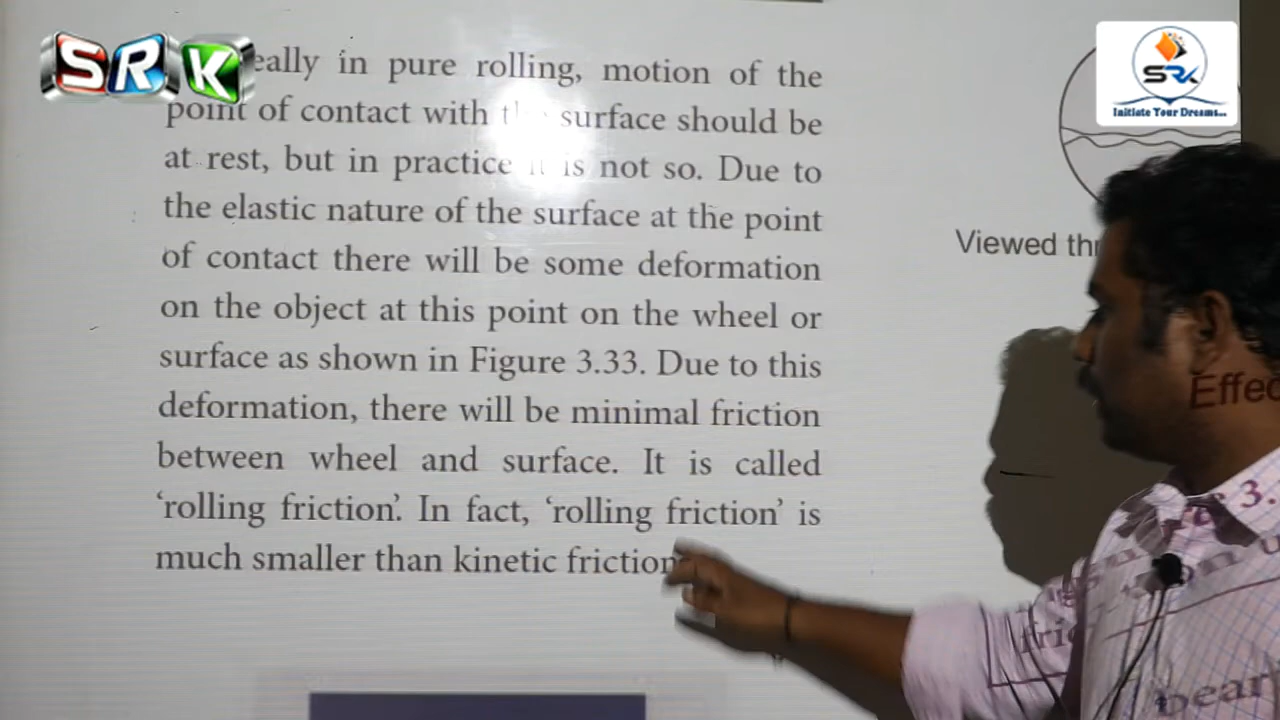 SRK
eally in pure rolling, motion of the
point of contact with surface should be
at rest, but in practice is not so. Due to
the elastic nature of the surface at the point
of contact there will be some deformation
on the object at this point on the wheel or
surface as shown in Figure 3.33. Due to this
deformation, there will be minimal friction
between wheel and surface. It is called
‘rolling friction’. In fact, ‘rolling friction’ is
much smaller than kinetic friction
SRK
Initiate Your Dreams...
Viewed thr
Effec
3.